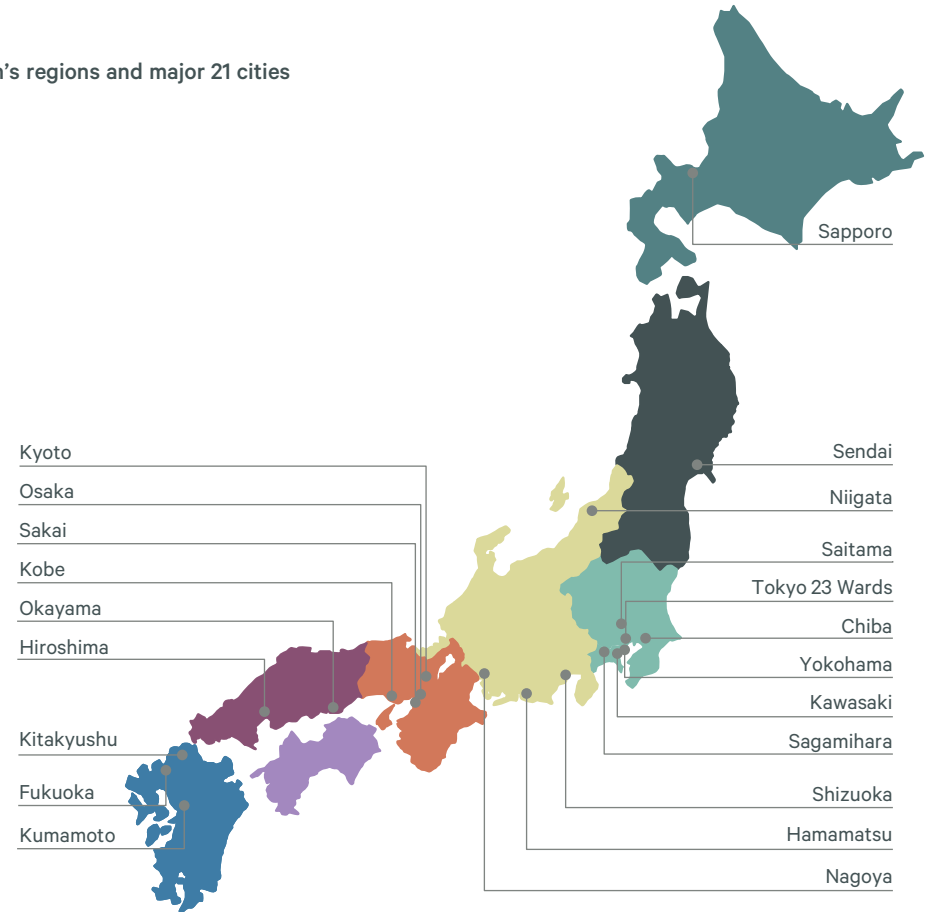 n's regions and major 21 cities
Sapporo
Kyoto
Sendai
Osaka
Niigata
Sakai
Saitama
Kobe
Tokyo 23 Wards
Okayama
Chiba
Hiroshima
Yokohama
Kawasaki
Kitakyushu
Sagamihara
Fukuoka
Shizuoka
Kumamoto
Hamamatsu
Nagoya